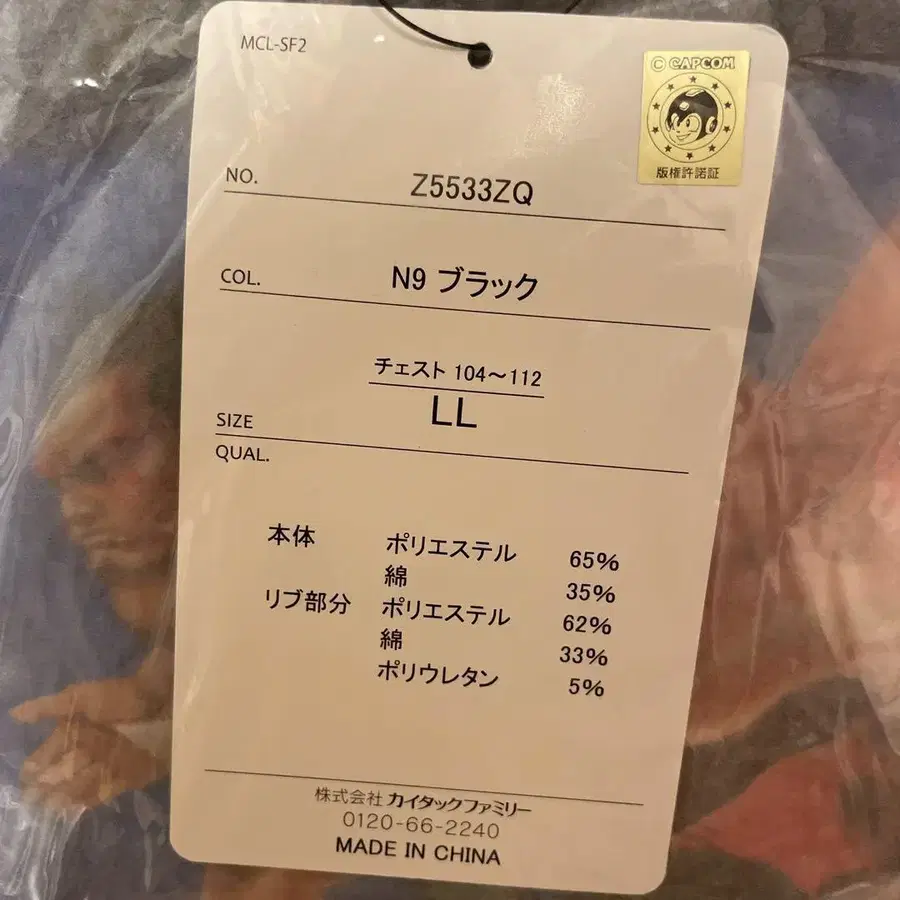 MCL-SF2
© CAPCOM
版権許諾証
NO. Z5533ZQ
COL. N9 ブラック
チェスト 104～112
SIZE LL
QUAL.
本体 ポリエステル 65%
綿 35%
リブ部分 ポリエステル 62%
綿 33%
ポリウレタン 5%
株式会社 カイタックファミリー
0120-66-2240
MADE IN CHINA